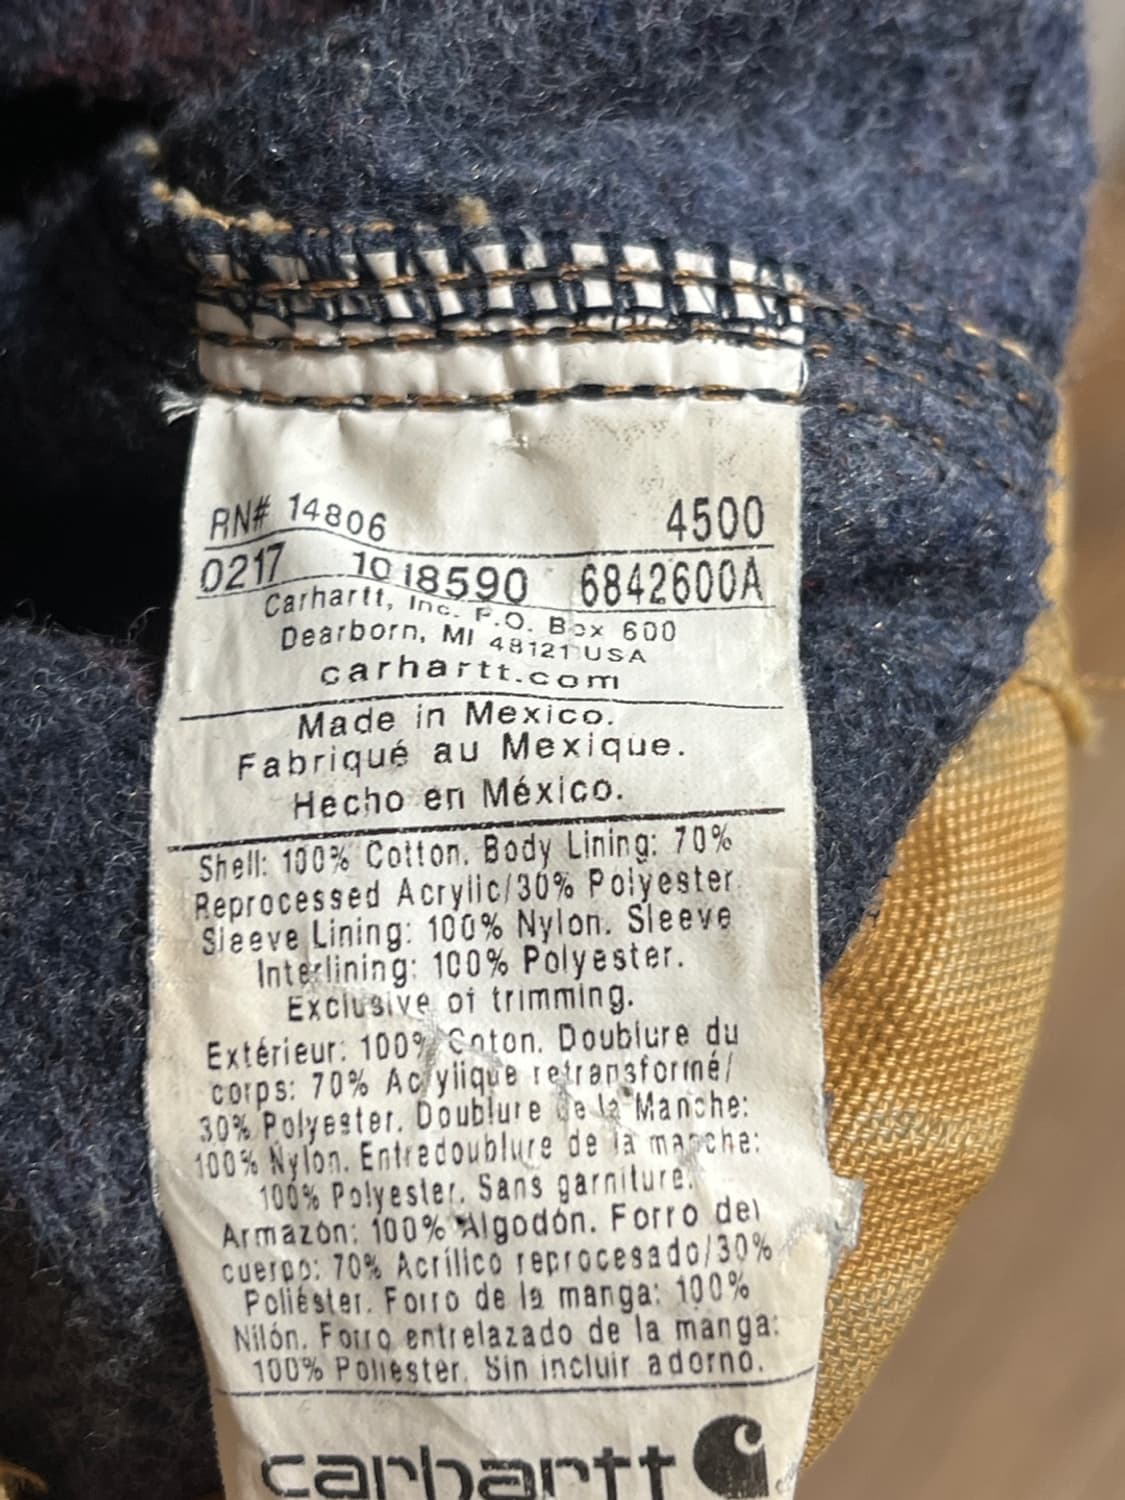 RN# 14806 4500
0217 1018590 6842600A
Carhartt, Inc. P.O. Box 600
Dearborn, MI 48121 USA
carhartt.com
Made in Mexico.
Fabriqué au Mexique.
Hecho en México.
Shell: 100% Cotton. Body Lining: 70%
Reprocessed Acrylic/30% Polyester
Sleeve Lining: 100% Nylon. Sleeve
Interlining: 100% Polyester.
Exclusive of trimming.
Extérieur: 100% Coton. Doublure du
corps: 70% Acrylique retransformé/
30% Polyester. Doublure de la Manche:
100% Nylon. Entredoublure de la manche:
100% Polyester. Sans garniture.
Armazón: 100% Algodón. Forro del
cuerpo: 70% Acrílico reprocesado/30%
Poliéster. Forro de la manga: 100%
Nilón. Forro entrelazado de la manga:
100% Poliéster. Sin incluir adorno.
carhartt